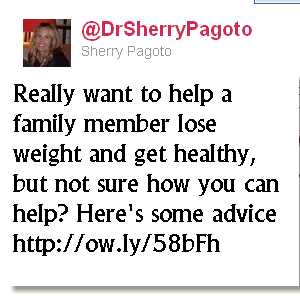 @DrSherryPagoto
Sherry Pagoto
Really want to help a
family member lose
weight and get healthy,
but not sure how you can
help? Here's some advice
http://ow.ly/58bFh